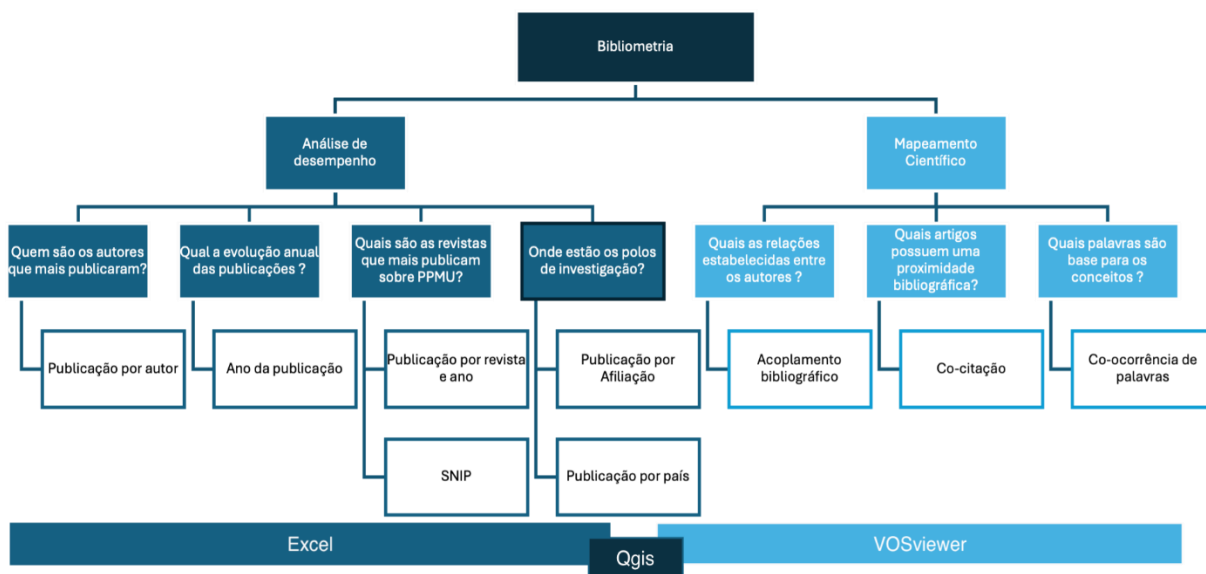 Bibliometria
Análise de
desempenho
Mapeamento
Científico
Quem são os autores
que mais publicaram?
Qual a evolução anual
das publicações ?
Quais são as revistas
que mais publicam
sobre PPMU?
Onde estão os polos
de investigação?
Quais as relações
estabelecidas entre
os autores ?
Quais artigos
possuem uma
proximidade
bibliográfica?
Quais palavras são
base para os
conceitos ?
Publicação por autor
Ano da publicação
Publicação por revista
e ano
Publicação por
Afiliação
Acoplamento
bibliográfico
Co-citação
Co-ocorrência de
palavras
SNIP
Publicação por país
Excel
Qgis
VOSviewer